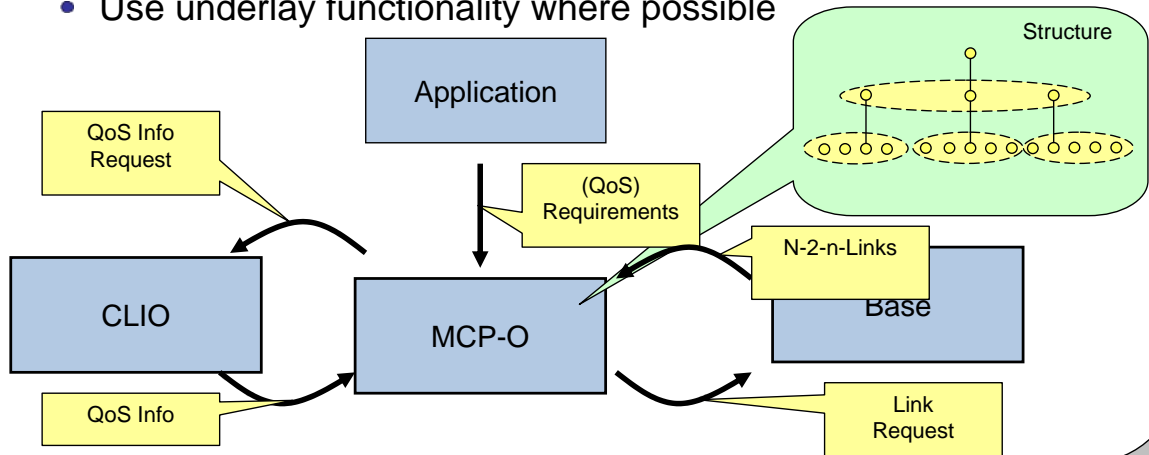 • Use underlay functionality where possible
Structure
Application
QoS Info
Request
(QoS)
Requirements
N-2-n-Links
CLIO
MCP-O
Base
QoS Info
Link
Request